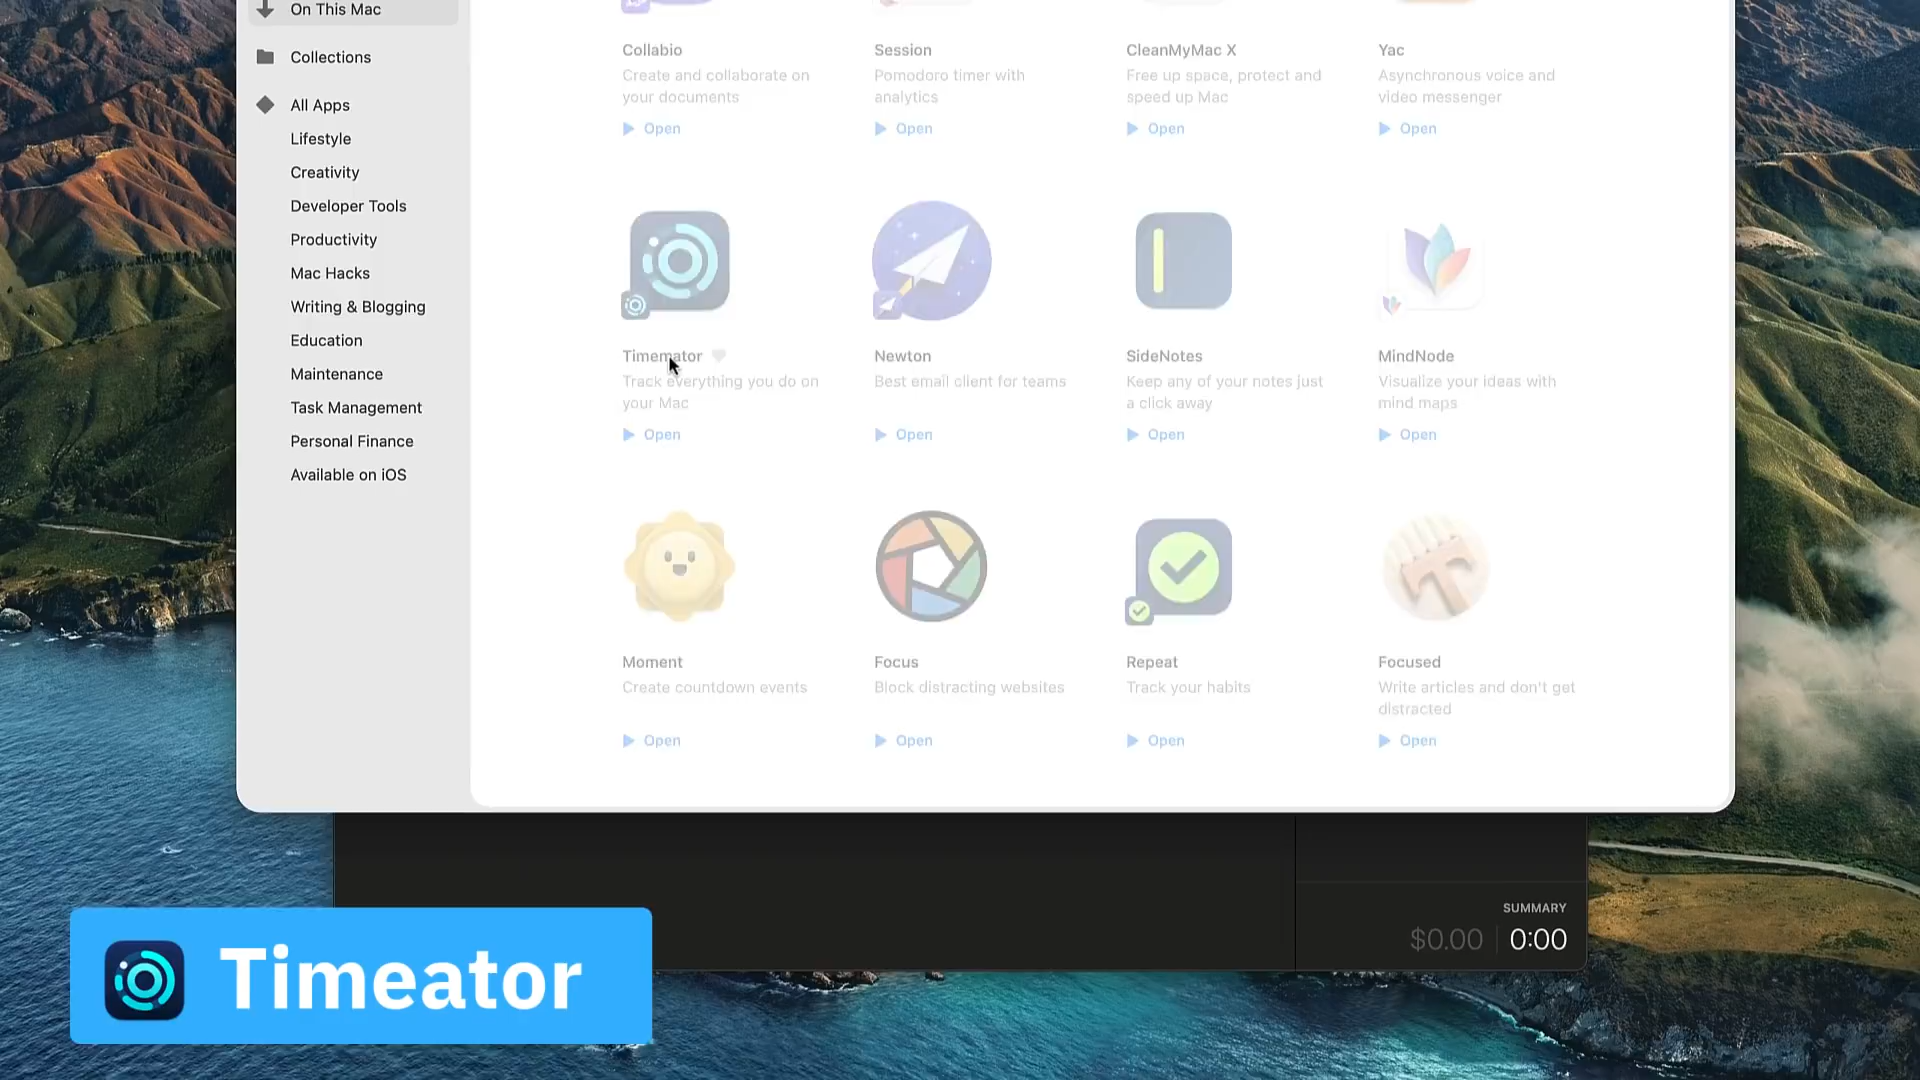 On This Mac
Collections
All Apps
Lifestyle
Creativity
Developer Tools
Productivity
Mac Hacks
Writing & Blogging
Education
Maintenance
Task Management
Personal Finance
Available on iOS
Collabio
Create and collaborate on
your documents
Open
Session
Pomodoro timer with
analytics
Open
CleanMyMac X
Free up space, protect and
speed up Mac
Open
Yac
Asynchronous voice and
video messenger
Open
Timemator
Track everything you do on
your Mac
Open
Newton
Best email client for teams
Open
SideNotes
Keep any of your notes just
a click away
Open
MindNode
Visualize your ideas with
mind maps
Open
Moment
Create countdown events
Open
Focus
Block distracting websites
Open
Repeat
Track your habits
Open
Focused
Write articles and don't get
distracted
Open
SUMMARY
$0.00 0:00
Timeator